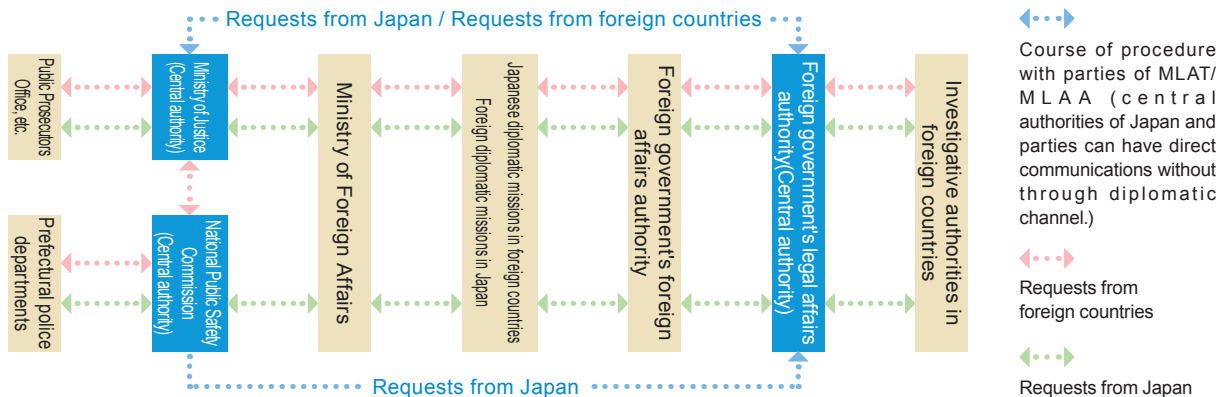 Requests from Japan / Requests from foreign countries
Public Prosecutors
Office, etc.
Ministry of Justice
(Central authority)
Prefectural police
departments
National Public Safety
Commission
(Central authority)
Ministry of Foreign Affairs
Japanese diplomatic missions in foreign countries
Foreign diplomatic missions in Japan
Foreign government's foreign
affairs authority
Foreign government's legal affairs
authority(Central authority)
Investigative authorities in
foreign countries
Requests from Japan
Course of procedure
with parties of MLAT/
MLAA (central
authorities of Japan and
parties can have direct
communications without
through diplomatic
channel.)
Requests from
foreign countries
Requests from Japan